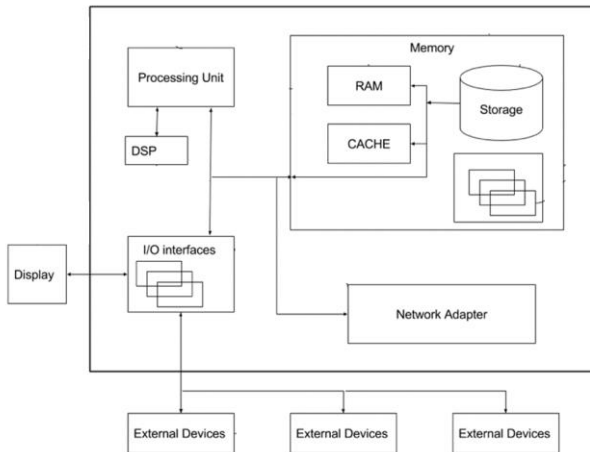 Memory
Processing Unit
RAM
Storage
DSP
CACHE
I/O interfaces
Display
Network Adapter
External Devices
External Devices
External Devices